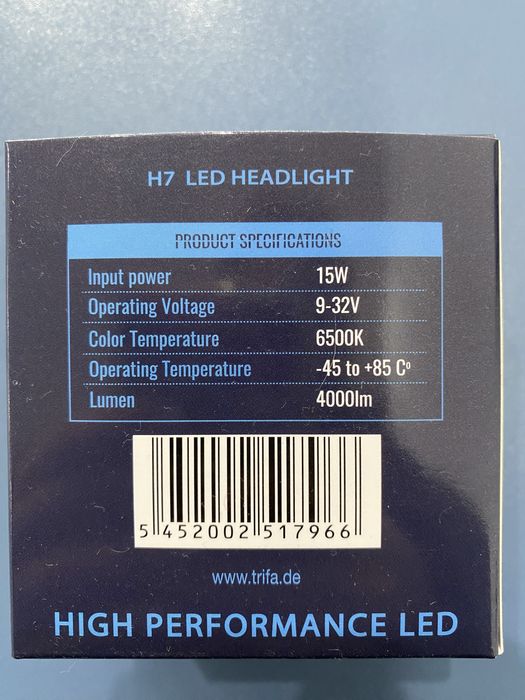 H7 LED HEADLIGHT
PRODUCT SPECIFICATIONS
Input power 15W
Operating Voltage 9-32V
Color Temperature 6500K
Operating Temperature -45 to +85 Cº
Lumen 4000lm
5 452002 517966
www.trifa.de
HIGH PERFORMANCE LED